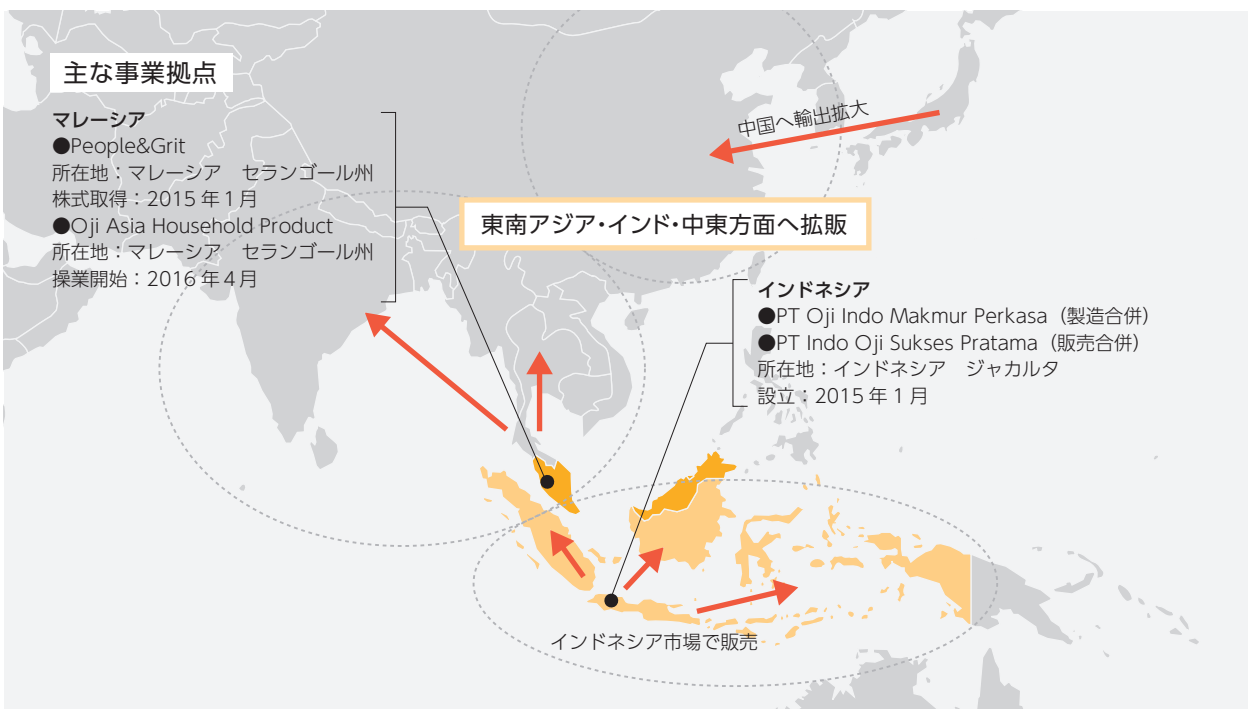 主な事業拠点
マレーシア
●People&Grit
所在地：マレーシア　セランゴール州
株式取得：2015年1月
●Oji Asia Household Product
所在地：マレーシア　セランゴール州
操業開始：2016年4月
中国へ輸出拡大
東南アジア・インド・中東方面へ拡販
インドネシア
●PT Oji Indo Makmur Perkasa（製造合併）
●PT Indo Oji Sukses Pratama（販売合併）
所在地：インドネシア　ジャカルタ
設立：2015年1月
インドネシア市場で販売